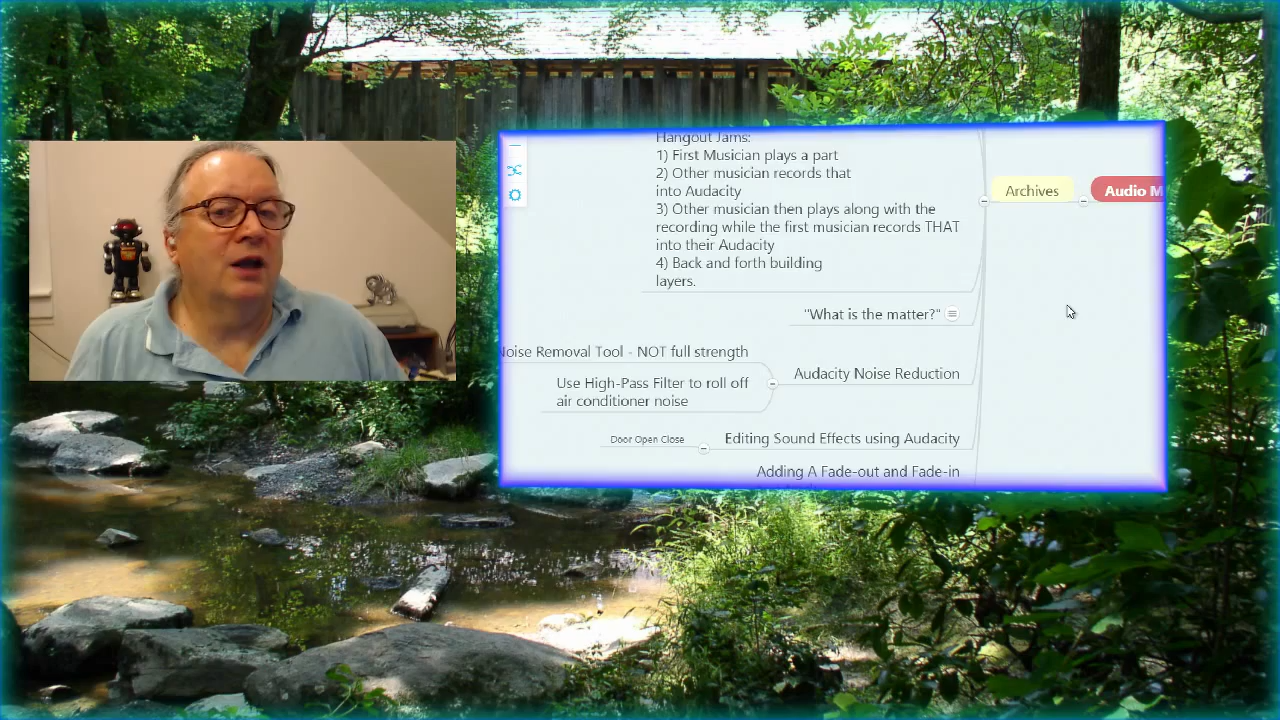 Hangout Jams:
1) First Musician plays a part
2) Other musician records that
into Audacity
3) Other musician then plays along with the
recording while the first musician records THAT
into their Audacity
4) Back and forth building
layers.
Archives
Audio M
"What is the matter?"
Noise Removal Tool - NOT full strength
Use High-Pass Filter to roll off
air conditioner noise
Audacity Noise Reduction
Door Open Close
Editing Sound Effects using Audacity
Adding A Fade-out and Fade-in